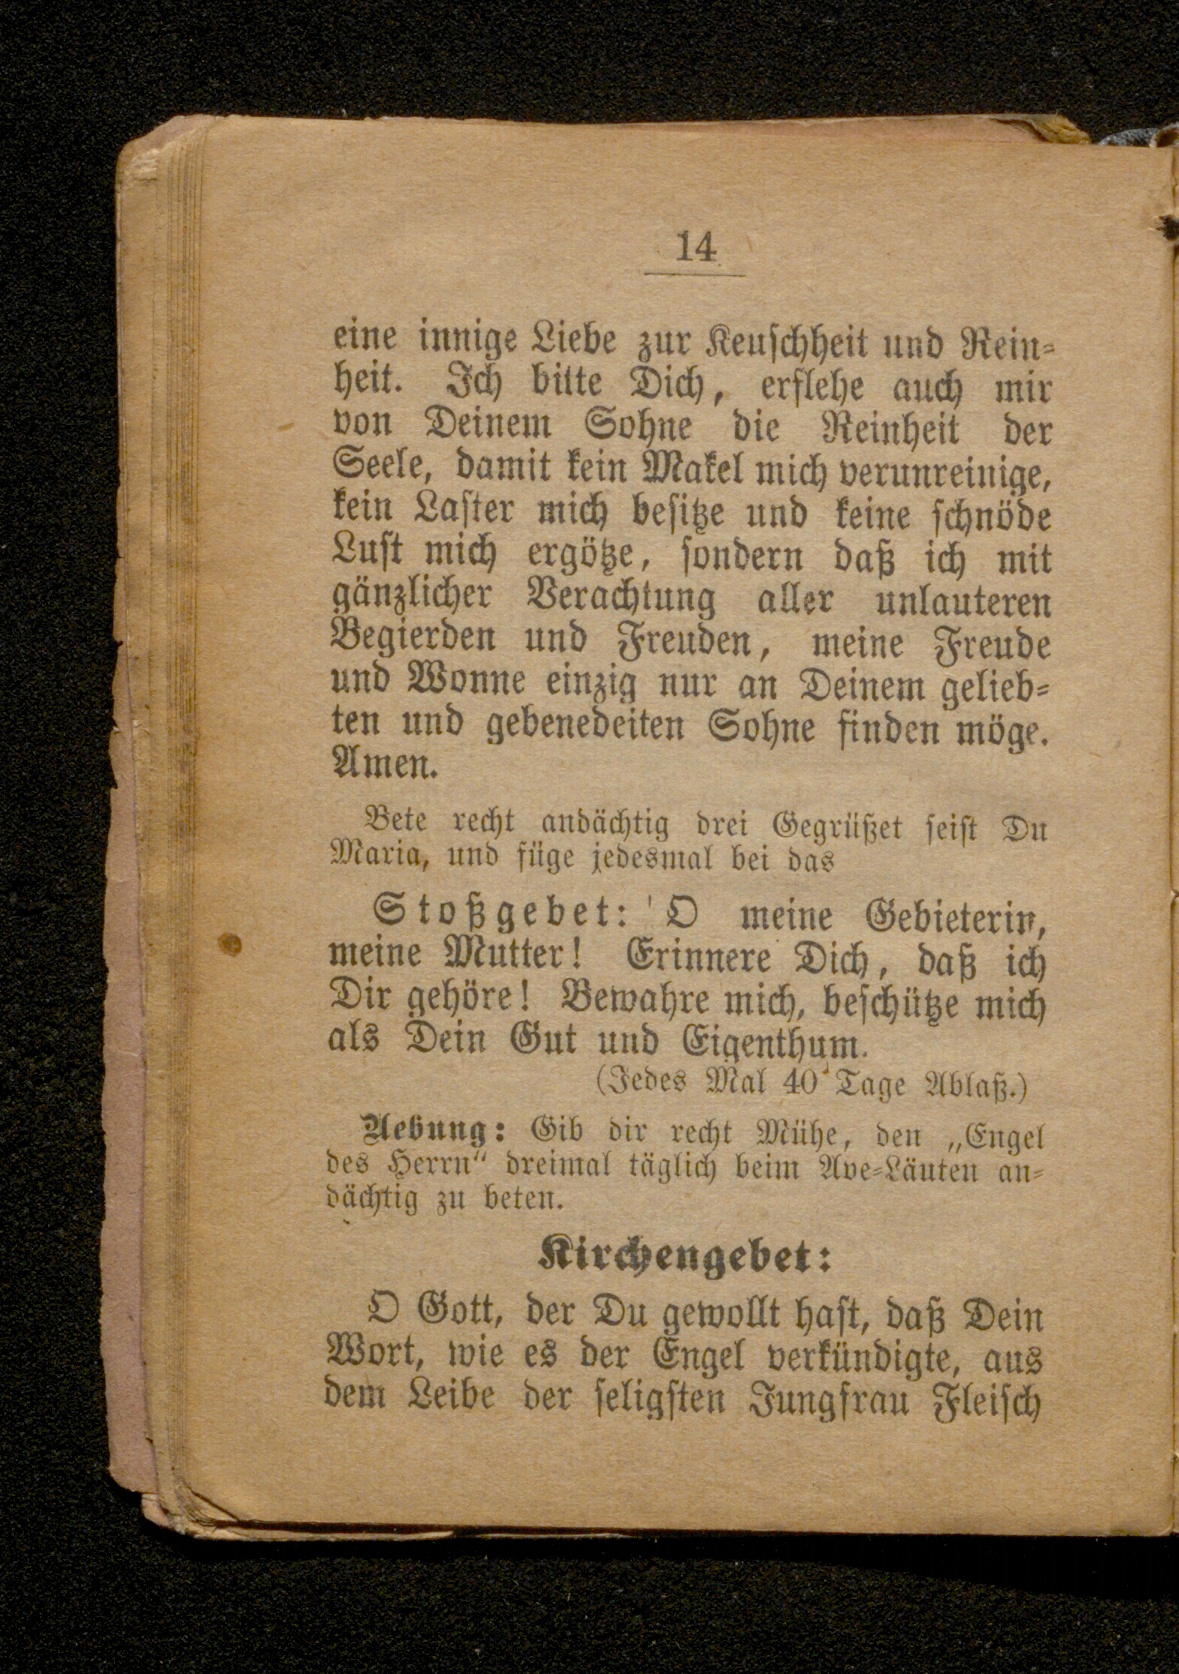 14
eine innige Liebe zur Keuschheit und Rein-
heit. Ich bitte Dich, erflehe auch mir
von Deinem Sohne die Reinheit der
Seele, damit kein Makel mich verunreinige,
kein Laster mich besitze und keine schnöde
Lust mich ergötze, sondern daß ich mit
gänzlicher Verachtung aller unlauteren
Begierden und Freuden, meine Freude
und Wonne einzig nur an Deinem gelieb-
ten und gebenedeiten Sohne finden möge.
Amen.
Bete recht andächtig drei Gegrüßet seist Du
Maria, und füge jedesmal bei das
Stoßgebet: O meine Gebieterin,
meine Mutter! Erinnere Dich, daß ich
Dir gehöre! Bewahre mich, beschütze mich
als Dein Gut und Eigenthum.
(Jedes Mal 40 Tage Ablaß.)
Uebung: Gib dir recht Mühe, den „Engel
des Herrn“ dreimal täglich beim Ave-Läuten an-
dächtig zu beten.
Kirchengebet:
O Gott, der Du gewollt hast, daß Dein
Wort, wie es der Engel verkündigte, aus
dem Leibe der seligsten Jungfrau Fleisch